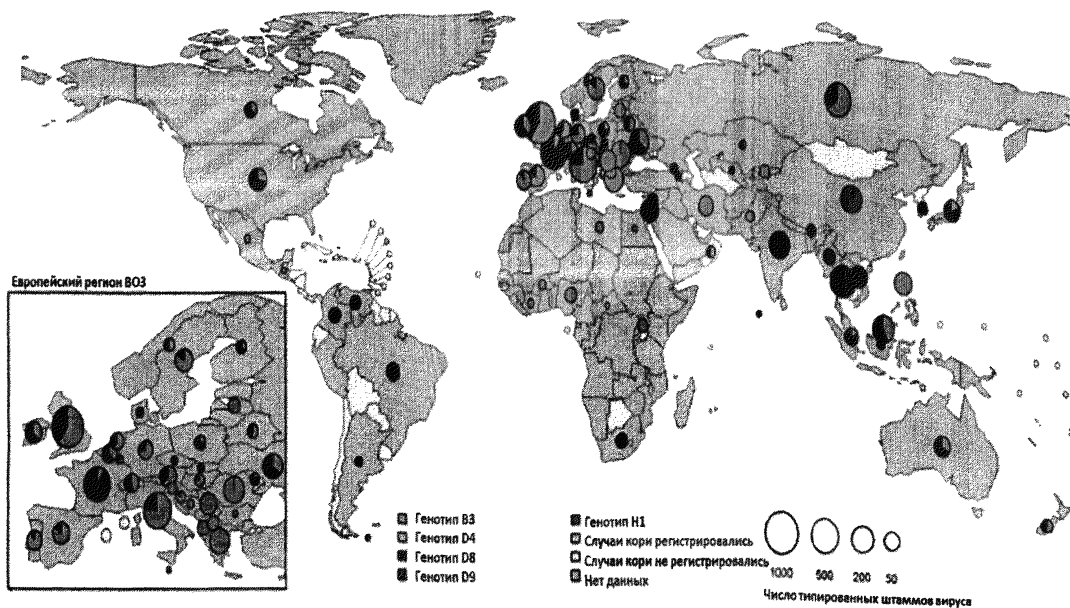 Европейский регион ВОЗ
Генотип B3
Генотип D4
Генотип D8
Генотип D9
Генотип H1
Случаи кори регистрировались
Случаи кори не регистрировались
Нет данных
1000 500 200 50
Число типированных штаммов вируса